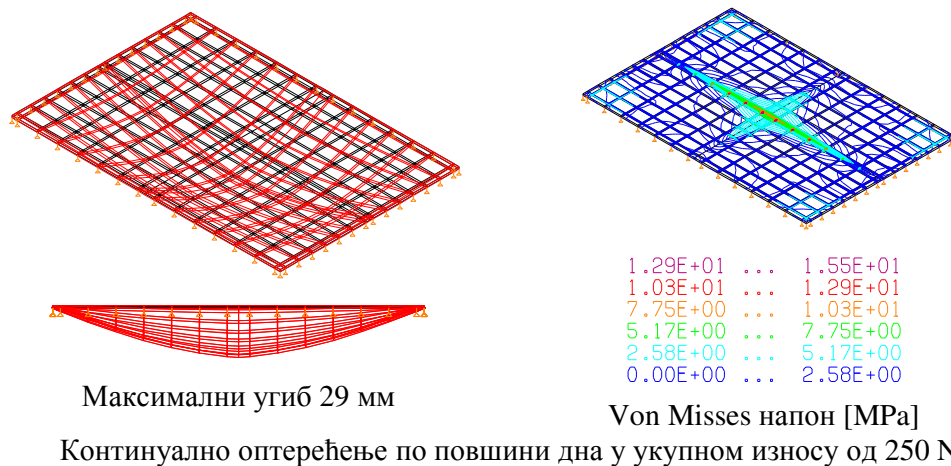 1.29E+01 ... 1.55E+01
1.03E+01 ... 1.29E+01
7.75E+00 ... 1.03E+01
5.17E+00 ... 7.75E+00
2.58E+00 ... 5.17E+00
0.00E+00 ... 2.58E+00
Максимални угиб 29 мм
Von Misses напон [MPa]
Континуално оптерећење по површини дна у укупном износу од 250 N